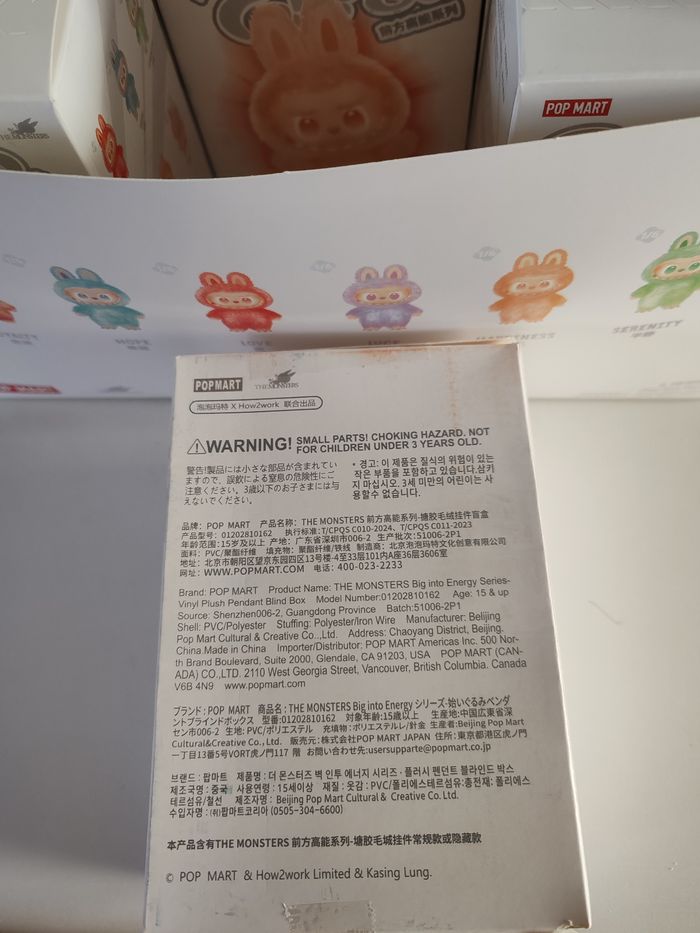 前方高能系列
THEMONSTERS
POP MART
HOPE
LOVE
LUCK
HAPPINESS
SERENITY
POP MART
POP MART THEMONSTERS
泡泡玛特 X How2work 联合出品
WARNING! SMALL PARTS! CHOKING HAZARD. NOT
FOR CHILDREN UNDER 3 YEARS OLD.
警告!製品には小さな部品が含まれてい
ますので、誤飲による窒息の危険性にご
注意ください。3歳以下のお子さまには与
えないでください。
• 경고: 이 제품은 질식의 위험이 있는
작은 부품을 포함하고 있습니다.삼키
지 마십시오. 3세 미만의 어린이는 사
용할수 없습니다.
品牌：POP MART 产品名称：THE MONSTERS 前方高能系列-搪胶毛绒挂件盲盒
产品型号：01202810162 执行标准:T/CPQS C010-2024、T/CPQS C011-2023
年龄范围:15岁及以上 产地：广东省深圳市006-2 生产批次:S1006-2P1
面料：PVC/聚酯纤维 填充物：聚酯纤维/铁线 制造商：北京泡泡玛特文化创意有限公司
地址：北京市朝阳区望京东园四区13号楼-4至33层101内A座36层3606室
网址：WWW.POPMART.COM 电话：400-023-2233
Brand: POP MART Product Name: THE MONSTERS Big into Energy Series-
Vinyl Plush Pendant Blind Box Model Number:01202810162 Age: 15 & up
Source: Shenzhen006-2, Guangdong Province Batch:51006-2P1
Shell: PVC/Polyester Stuffing: Polyester/Iron Wire Manufacturer: Belijing
Pop Mart Cultural & Creative Co.,Ltd. Address: Chaoyang District, Beijing.
China.Made in China Importer/Distributor: POP MART Americas Inc. 500 Nor-
th Brand Boulevard, Suite 2000, Glendale, CA 91203, USA POP MART (CAN-
ADA) CO.,LTD. 2110 West Georgia Street, Vancouver, British Columbia. Canada
V6B 4N9 www.popmart.com
ブランド：POP MART 商品名：THE MONSTERS Big into Energy シリーズ-始いぐるみペンダ
ントブラインドボックス 型番:01202810162 対象年齢:15歳以上 生産地:中国広東省深
セン市006-2 生地：PVC/ポリエステル 充填物：ポリエステルレ/針金 生産者:Beijing Pop Mart
Cultural&Creative Co., Ltd. 販売元：株式会社POP MART JAPAN 住所：東京都港区虎ノ門
一丁目13番5号VORT虎ノ門117 階 お問い合わせ先:usersupparte@popmart.co.jp
브랜드：팝마트 제품명：더 몬스터즈 벽 인투 에너지 시리즈 · 플러시 펜던트 블라인드 박스
제조국명：중국 사용연령：15세이상 재질：옷감：PVC/폴리에스테르섬유:충전재；폴리에스
테르섬유/철선 제조자명：Beijing Pop Mart Cultural & Creative Co. Ltd.
수입자명：㈜팝마트코리아 (0505-304-6600)
本产品含有THE MONSTERS 前方高能系列-搪胶毛城挂件常规款或隐藏款
© POP MART & How2work Limited & Kasing Lung.